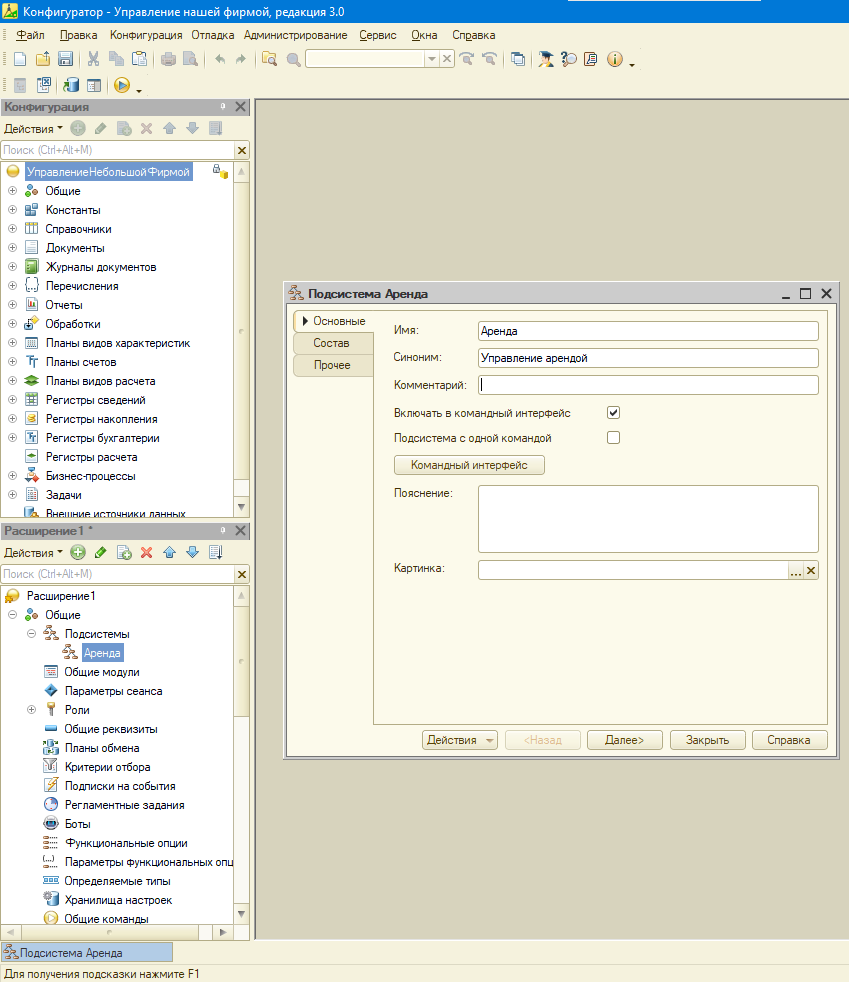 Конфигуратор - Управление нашей фирмой, редакция 3.0
Файл Правка Конфигурация Отладка Администрирование Сервис Окна Справка
Конфигурация
Действия
Поиск (Ctrl+Alt+M)
УправлениеНебольшойФирмой
Общие
Константы
Справочники
Документы
Журналы документов
Перечисления
Отчеты
Обработки
Планы видов характеристик
Планы счетов
Планы видов расчета
Регистры сведений
Регистры накопления
Регистры бухгалтерии
Регистры расчета
Бизнес-процессы
Задачи
Внешние источники данных
Расширение1 *
Действия
Поиск (Ctrl+Alt+M)
Расширение1
Общие
Подсистемы
Аренда
Общие модули
Параметры сеанса
Роли
Общие реквизиты
Планы обмена
Критерии отбора
Подписки на события
Регламентные задания
Боты
Функциональные опции
Параметры функциональных опц
Определяемые типы
Хранилища настроек
Общие команды
Подсистема Аренда
Основные
Состав
Прочее
Имя: Аренда
Синоним: Управление арендой
Комментарий:
Включать в командный интерфейс
Подсистема с одной командой
Командный интерфейс
Пояснение:
Картинка: ...
Действия <Назад Далее> Закрыть Справка
Подсистема Аренда
Для получения подсказки нажмите F1